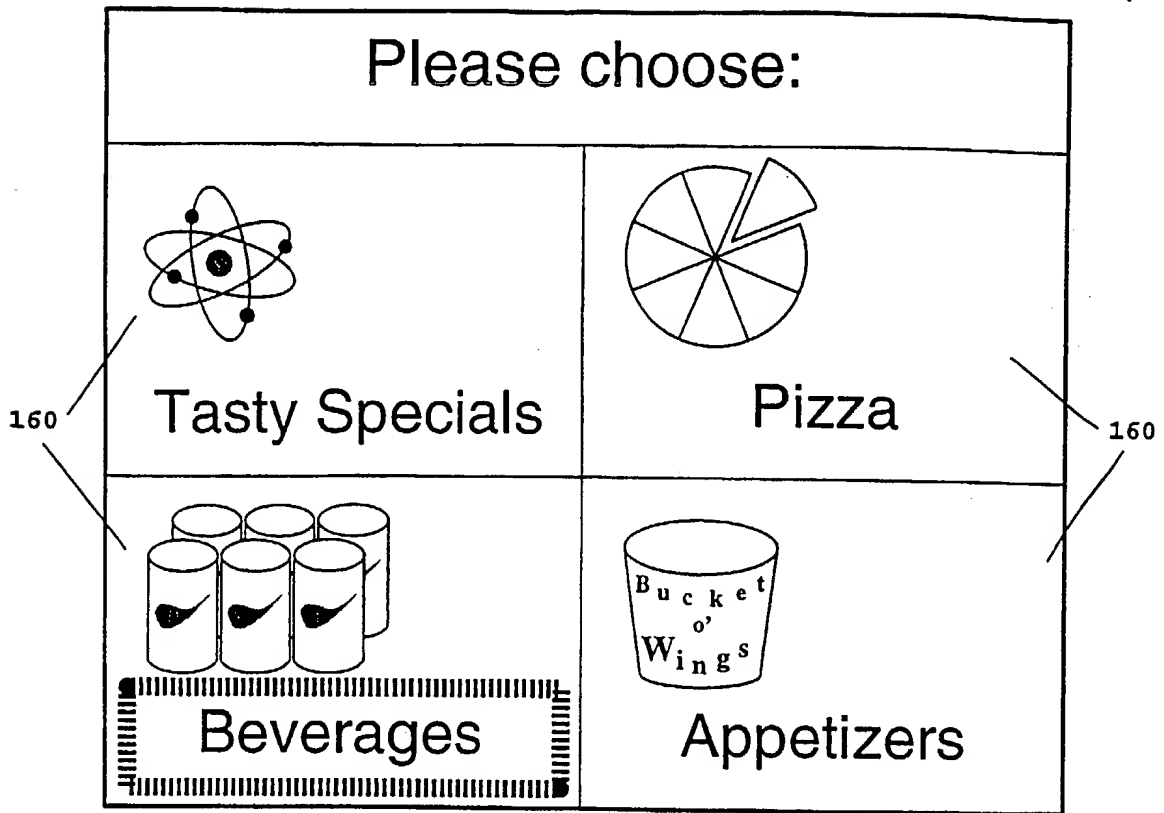 Please choose:
Tasty Specials
Pizza
160
160
Bucket
o'
Wings
Beverages
Appetizers